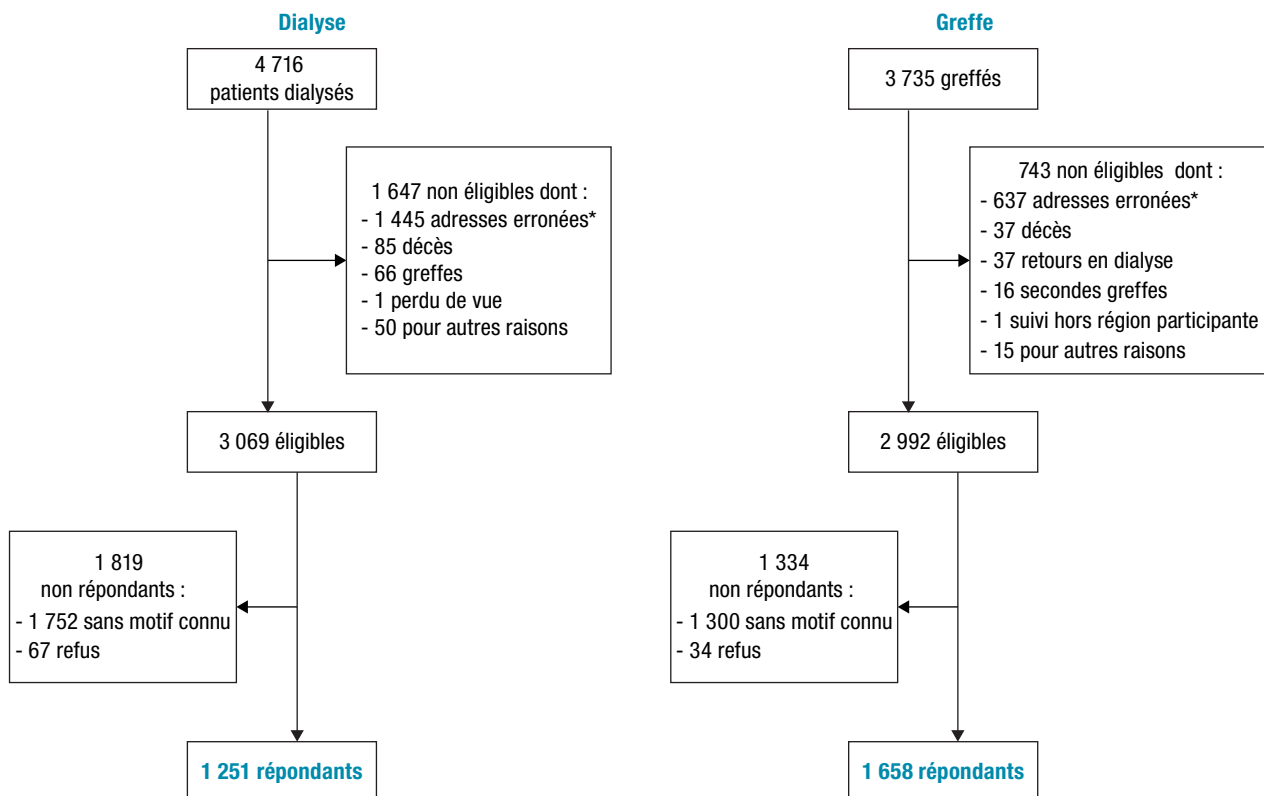 Dialyse
4 716
patients dialysés
1 647 non éligibles dont :
- 1 445 adresses erronées*
- 85 décès
- 66 greffes
- 1 perdu de vue
- 50 pour autres raisons
3 069 éligibles
1 819
non répondants :
- 1 752 sans motif connu
- 67 refus
1 251 répondants
Greffe
3 735 greffés
743 non éligibles dont :
- 637 adresses erronées*
- 37 décès
- 37 retours en dialyse
- 16 secondes greffes
- 1 suivi hors région participante
- 15 pour autres raisons
2 992 éligibles
1 334
non répondants :
- 1 300 sans motif connu
- 34 refus
1 658 répondants